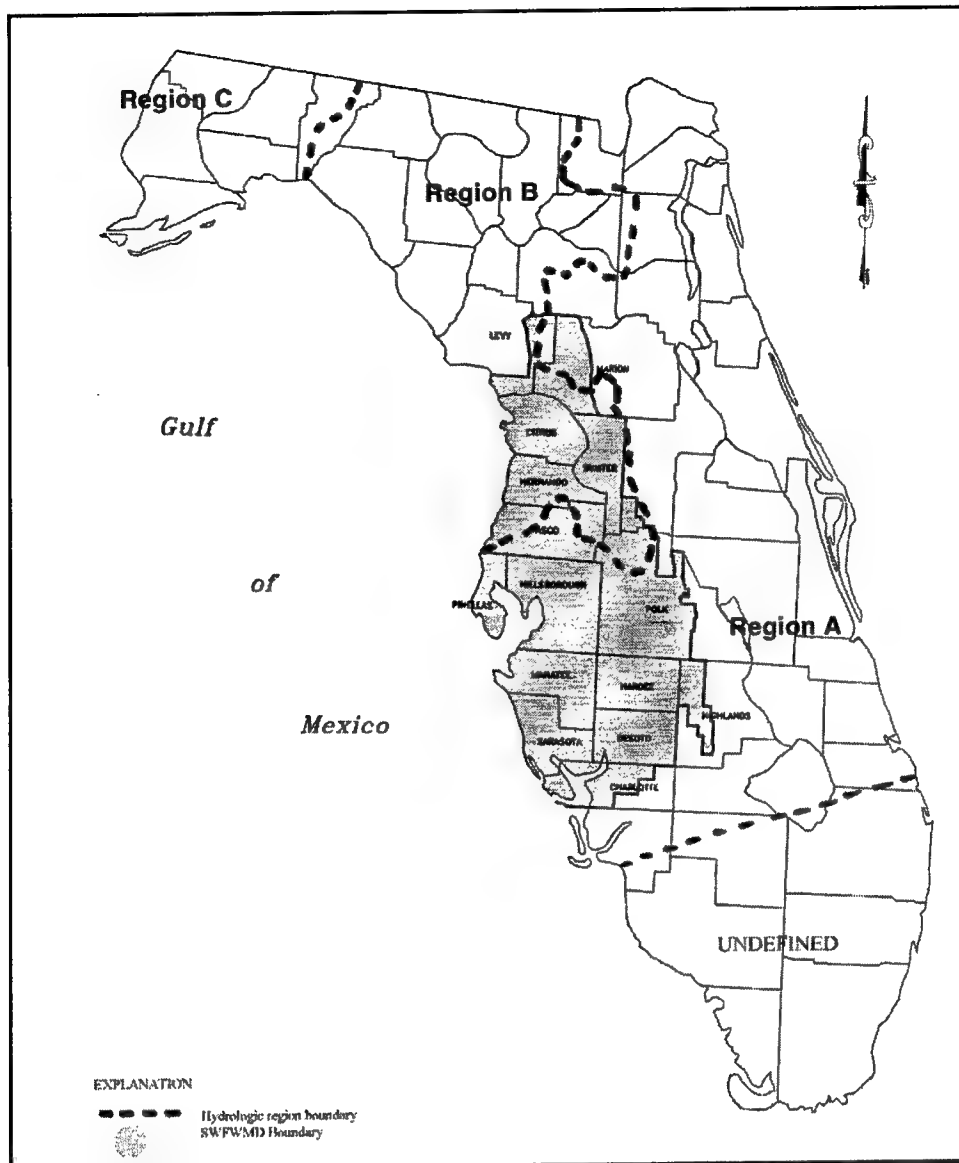 Region C
Region B
LEVY
MARION
Gulf
CITRUS
SUMTER
HERNANDO
PASCO
of
HILLSBOROUGH
PINELLAS
POLK
Region A
MANATEE
HARDEE
HIGHLANDS
Mexico
SARASOTA
DESOTO
CHARLOTTE
UNDEFINED
EXPLANATION
Hydrologic region boundary
SWFWMD Boundary